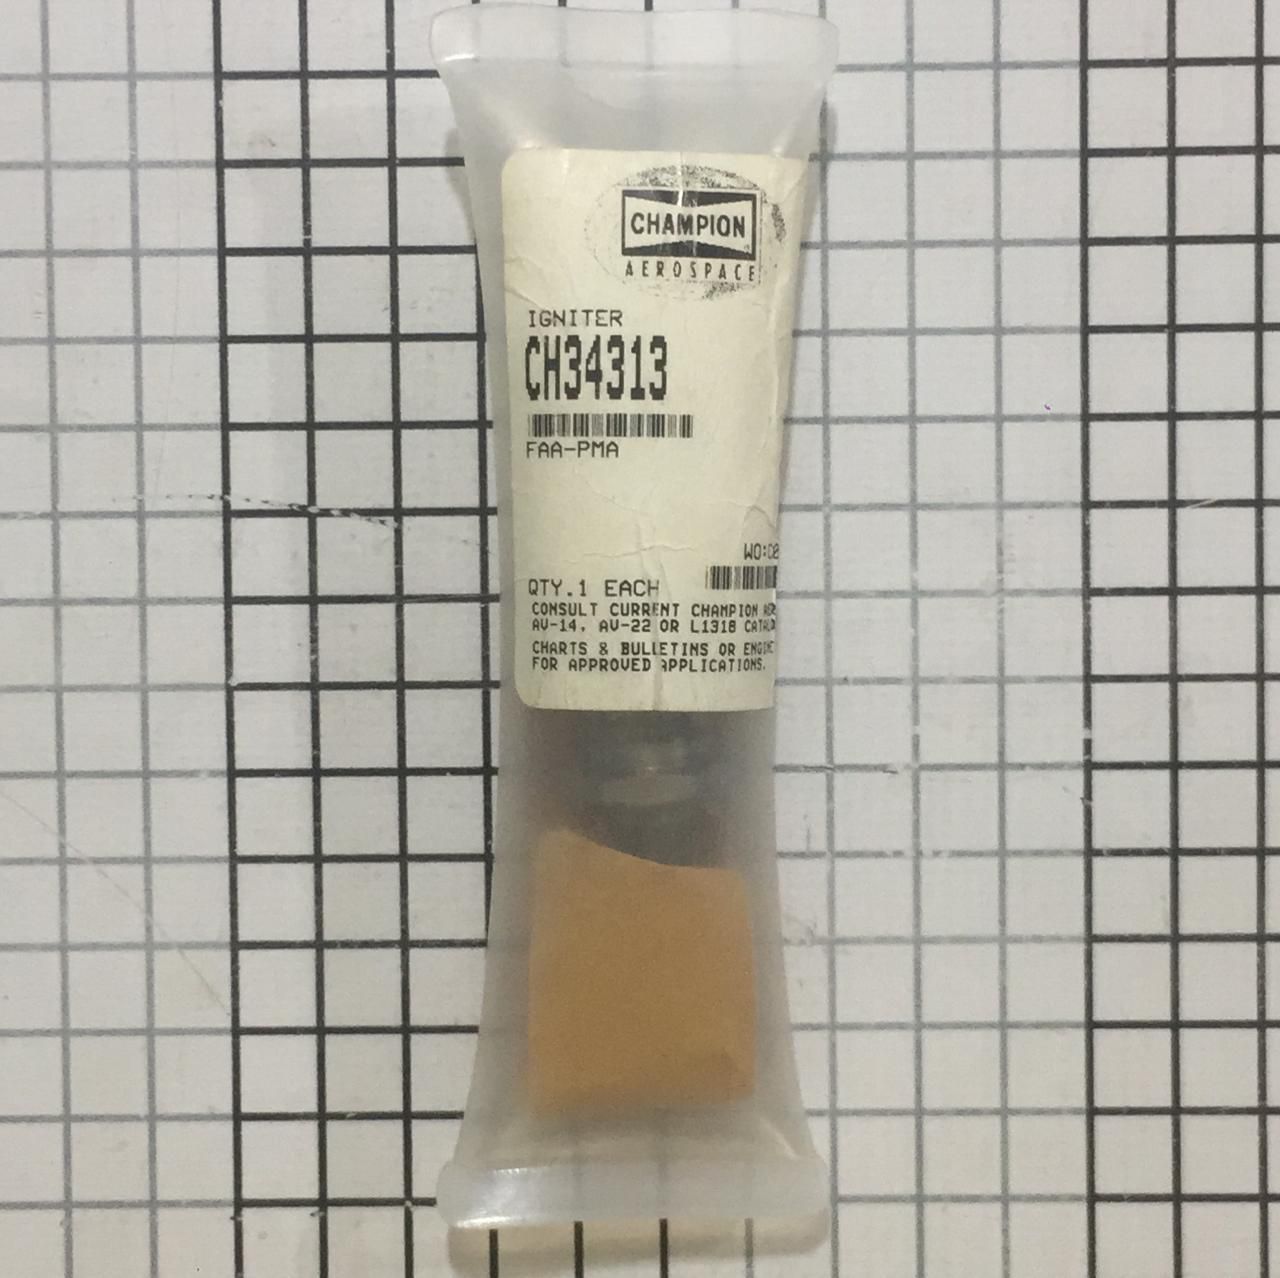 CHAMPION
AEROSPACE
IGNITER
CH34313
FAA-PMA
WO:C0
QTY.1 EACH
CONSULT CURRENT CHAMPION
AV-14, AV-22 OR L1318
CHARTS & BULLETINS OR
FOR APPROVED APPLICATIONS.